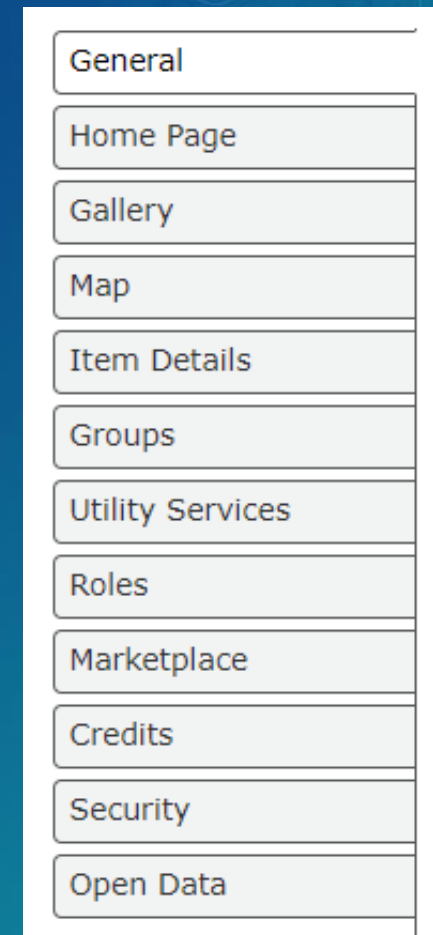 General
Home Page
Gallery
Map
Item Details
Groups
Utility Services
Roles
Marketplace
Credits
Security
Open Data